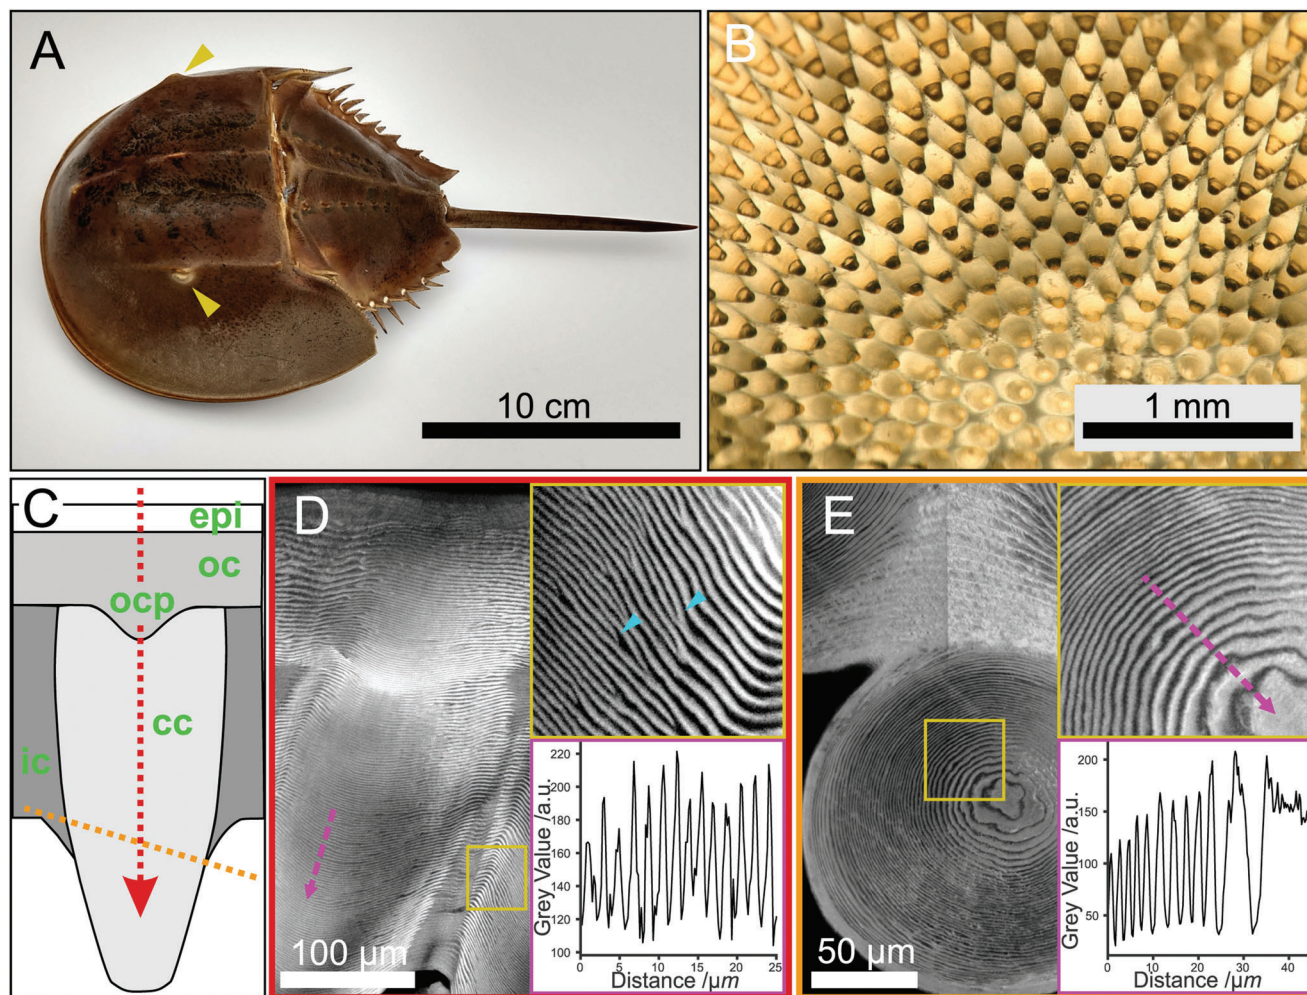 A
10 cm
B
1 mm
C
epi
oc
ocp
cc
ic
D
100 µm
Grey Value /a.u.
220
200
180
160
140
120
100
0
5
10
15
20
25
Distance /µm
E
50 µm
Grey Value /a.u.
200
150
100
50
0
10
20
30
40
Distance /µm